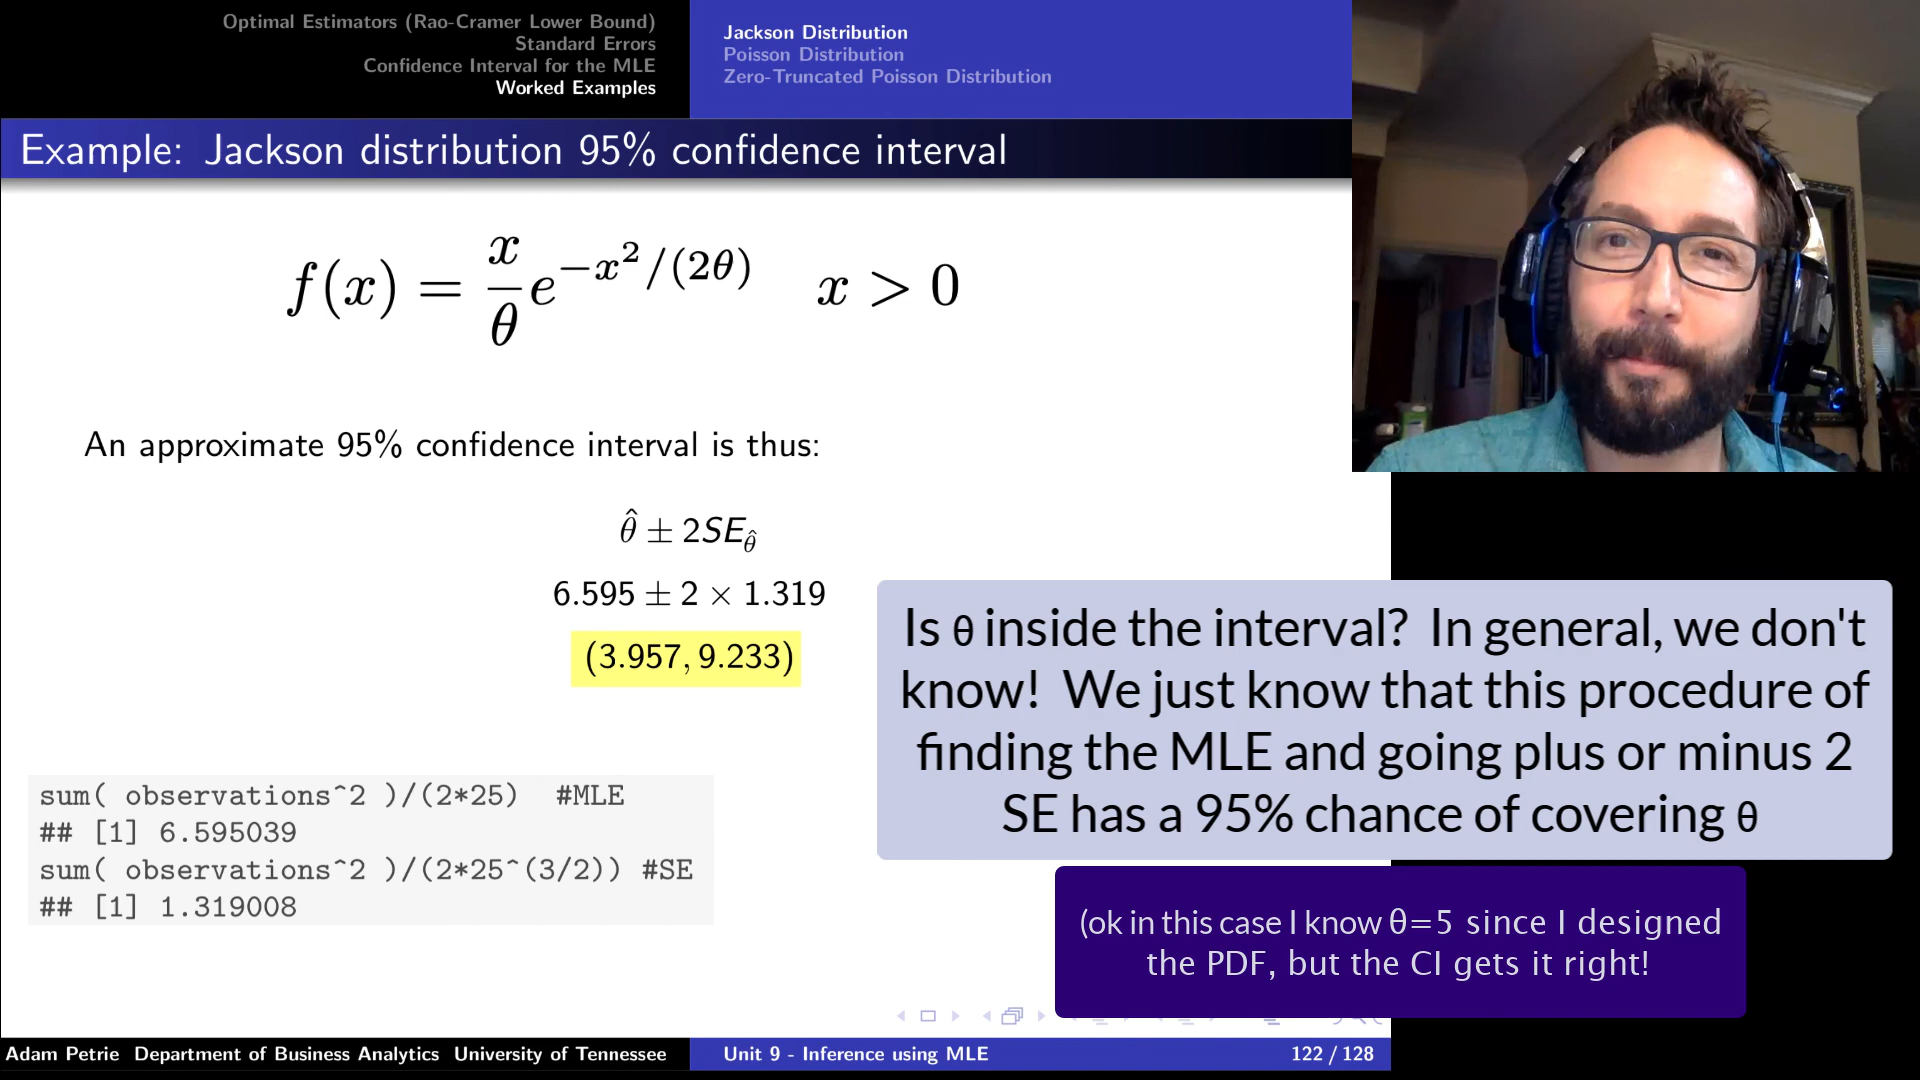 Optimal Estimators (Rao-Cramer Lower Bound)
Standard Errors
Confidence Interval for the MLE
Worked Examples
Jackson Distribution
Poisson Distribution
Zero-Truncated Poisson Distribution
Example: Jackson distribution 95% confidence interval
f(x) = x/θ e^{−x²/(2θ)}   x > 0
An approximate 95% confidence interval is thus:
θ̂ ± 2SE_θ̂
6.595 ± 2 × 1.319
(3.957, 9.233)
sum( observations^2 )/(2*25)  #MLE
## [1] 6.595039
sum( observations^2 )/(2*25^(3/2)) #SE
## [1] 1.319008
Is θ inside the interval?  In general, we don't
know!  We just know that this procedure of
finding the MLE and going plus or minus 2
SE has a 95% chance of covering θ
(ok in this case I know θ=5 since I designed
the PDF, but the CI gets it right!
Adam Petrie  Department of Business Analytics  University of Tennessee
Unit 9 - Inference using MLE
122 / 128